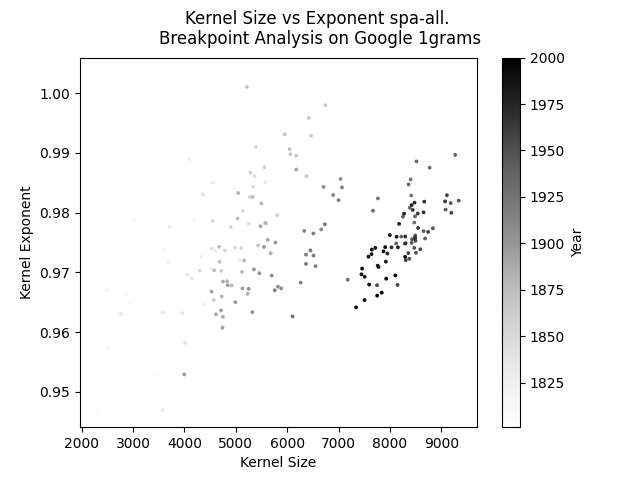 Kernel Size vs Exponent spa-all.
Breakpoint Analysis on Google 1grams
1.00
0.99
0.98
0.97
0.96
0.95
Kernel Exponent
2000 3000 4000 5000 6000 7000 8000 9000
Kernel Size
2000
1975
1950
1925
1900
1875
1850
1825
Year